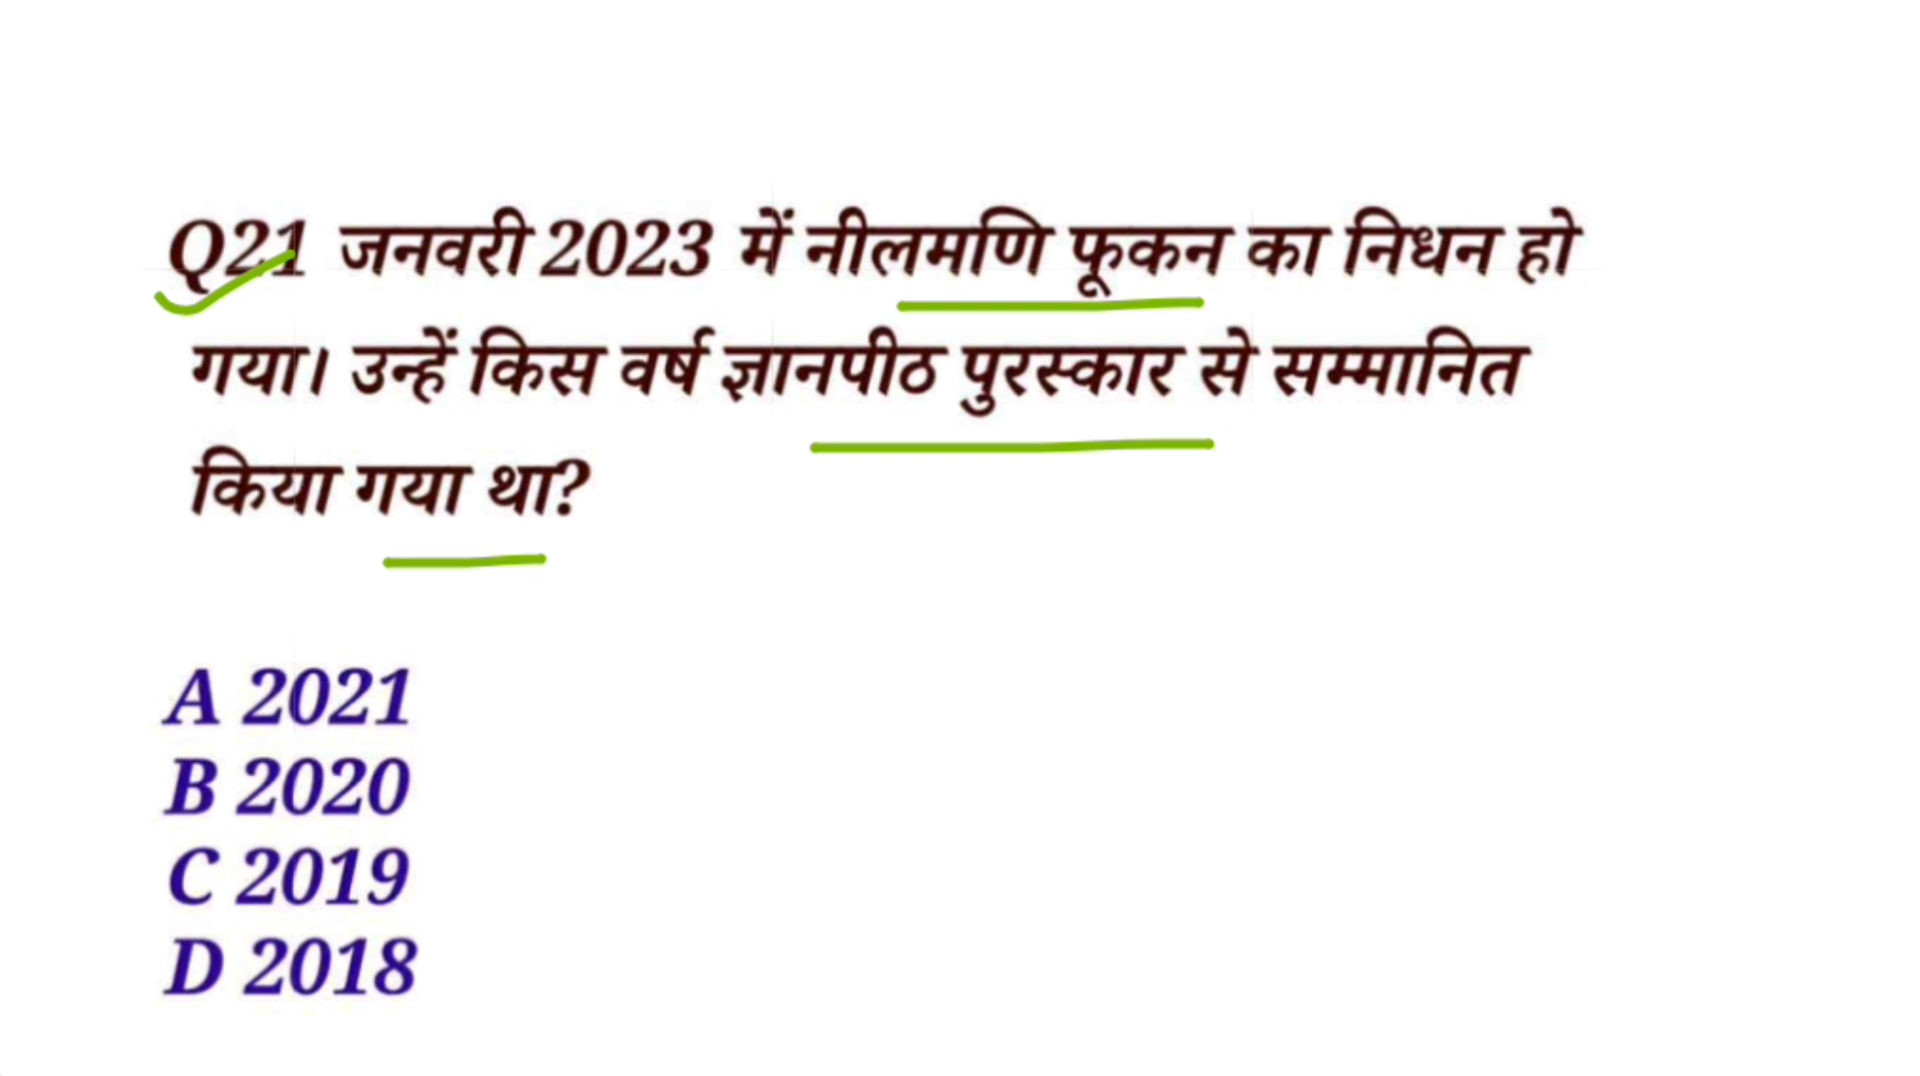 Q21 जनवरी 2023 में नीलमणि फूकन का निधन हो
गया। उन्हें किस वर्ष ज्ञानपीठ पुरस्कार से सम्मानित
किया गया था?
A 2021
B 2020
C 2019
D 2018